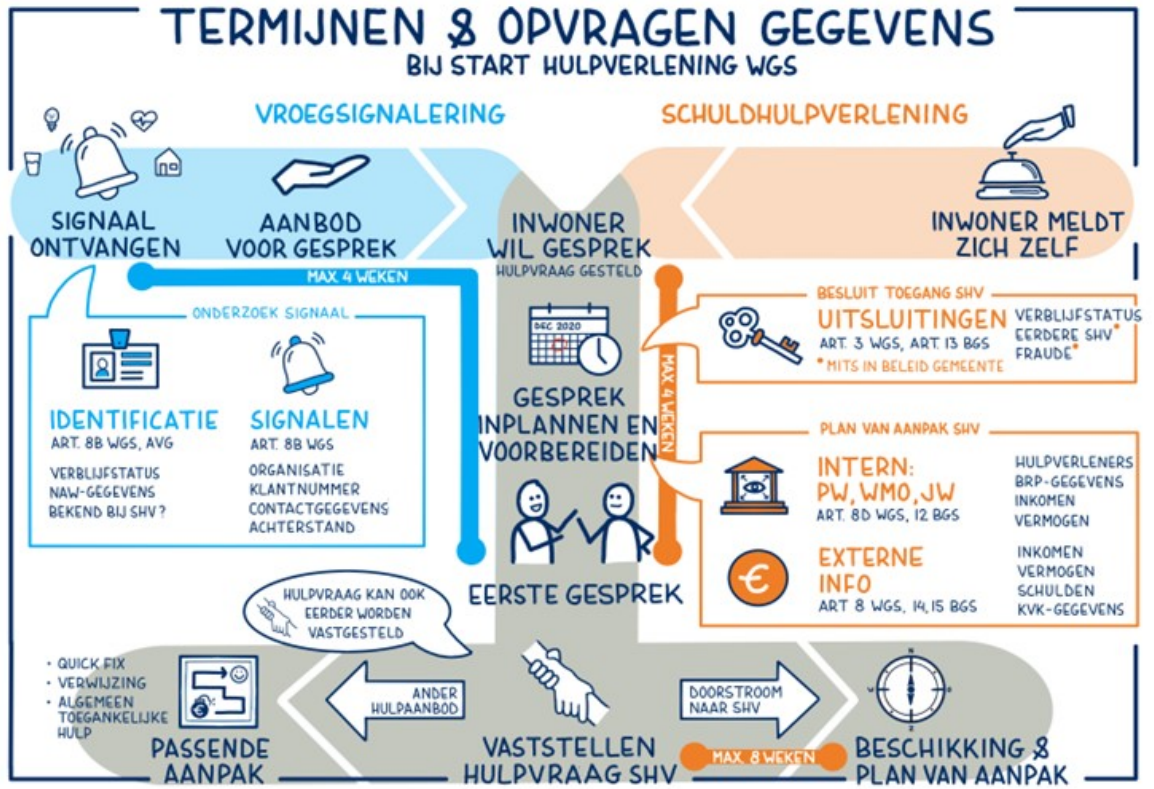 TERMIJNEN & OPVRAGEN GEGEVENS
BIJ START HULPVERLENING WGS
VROEGSIGNALERING
SCHULDHULPVERLENING
SIGNAAL
ONTVANGEN
AANBOD
VOOR GESPREK
INWONER
WIL GESPREK
HULPVRAAG GESTELD
INWONER MELDT
ZICH ZELF
MAX. 4 WEKEN
ONDERZOEK SIGNAAL
IDENTIFICATIE
ART. 8B WGS, AVG
VERBLIJFSTATUS
NAW-GEGEVENS
BEKEND BIJ SHV?
SIGNALEN
ART. 8B WGS
ORGANISATIE
KLANTNUMMER
CONTACTGEGEVENS
ACHTERSTAND
DEC 2020
GESPREK
INPLANNEN EN
VOORBEREIDEN
EERSTE GESPREK
MAX. 4 WEKEN
BESLUIT TOEGANG SHV
UITSLUITINGEN
ART. 3 WGS, ART. 13 BGS
*MITS IN BELEID GEMEENTE
VERBLIJFSTATUS
EERDERE SHV*
FRAUDE*
PLAN VAN AANPAK SHV
INTERN:
PW, WMO, JW
ART. 8D WGS, 12 BGS
HULPVERLENERS
BRP-GEGEVENS
INKOMEN
VERMOGEN
EXTERNE
INFO
ART 8 WGS, 14, 15 BGS
INKOMEN
VERMOGEN
SCHULDEN
KVK-GEGEVENS
€
HULPVRAAG KAN OOK
EERDER WORDEN
VASTGESTELD
• QUICK FIX
• VERWIJZING
• ALGEMEEN
TOEGANKELIJKE
HULP
€
PASSENDE
AANPAK
ANDER
HULPAANBOD
VASTSTELLEN
HULPVRAAG SHV
DOORSTROOM
NAAR SHV
MAX. 8 WEKEN
N
BESCHIKKING &
PLAN VAN AANPAK